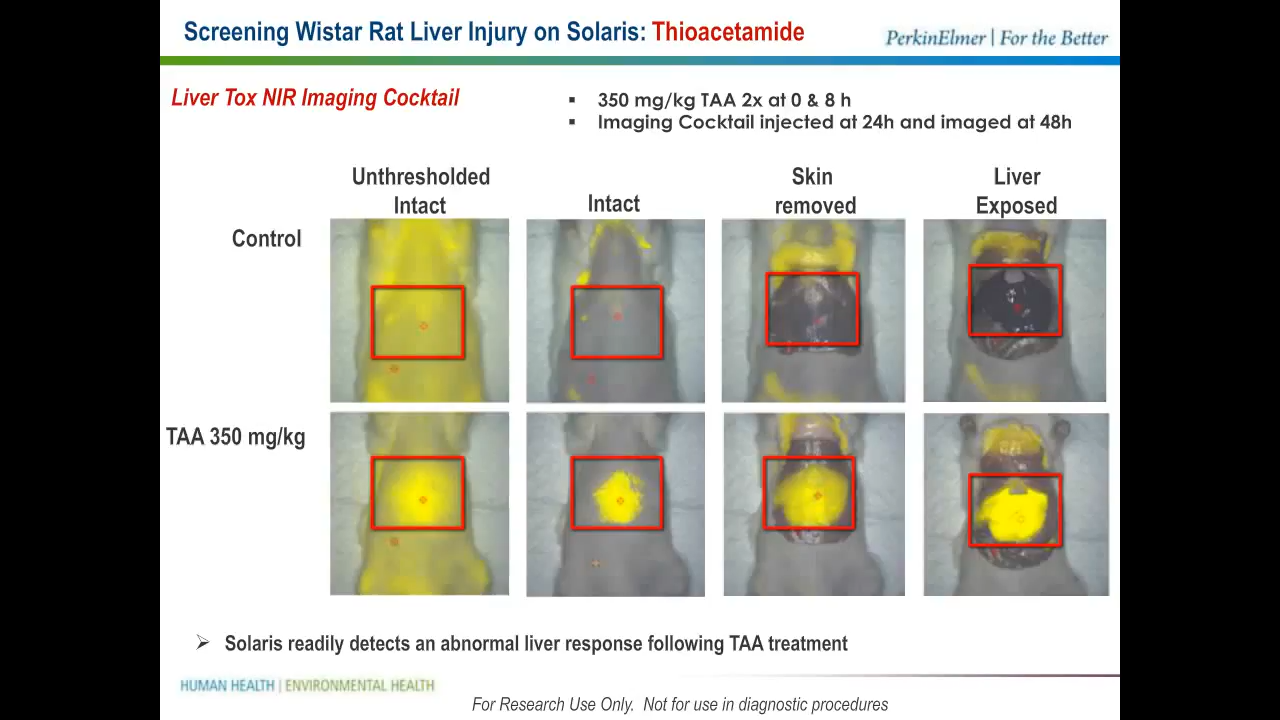 Screening Wistar Rat Liver Injury on Solaris: Thioacetamide
PerkinElmer | For the Better
Liver Tox NIR Imaging Cocktail
▪ 350 mg/kg TAA 2x at 0 & 8 h
▪ Imaging Cocktail injected at 24h and imaged at 48h
Unthresholded
Intact
Intact
Skin
removed
Liver
Exposed
Control
TAA 350 mg/kg
➢ Solaris readily detects an abnormal liver response following TAA treatment
HUMAN HEALTH | ENVIRONMENTAL HEALTH
For Research Use Only. Not for use in diagnostic procedures